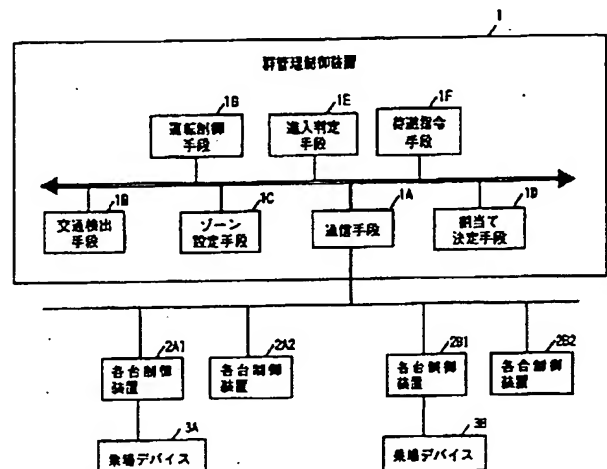 1
群管理制御装置
1G
1E
1F
運転制御
手段
進入判定
手段
待避指令
手段
1B
1C
1A
1D
交通検出
手段
ゾーン
設定手段
通信手段
割当て
決定手段
2A1
2A2
2B1
2B2
各台制御
装置
各台制御
装置
各台制御
装置
各台制御
装置
3A
3B
乗場デバイス
乗場デバイス